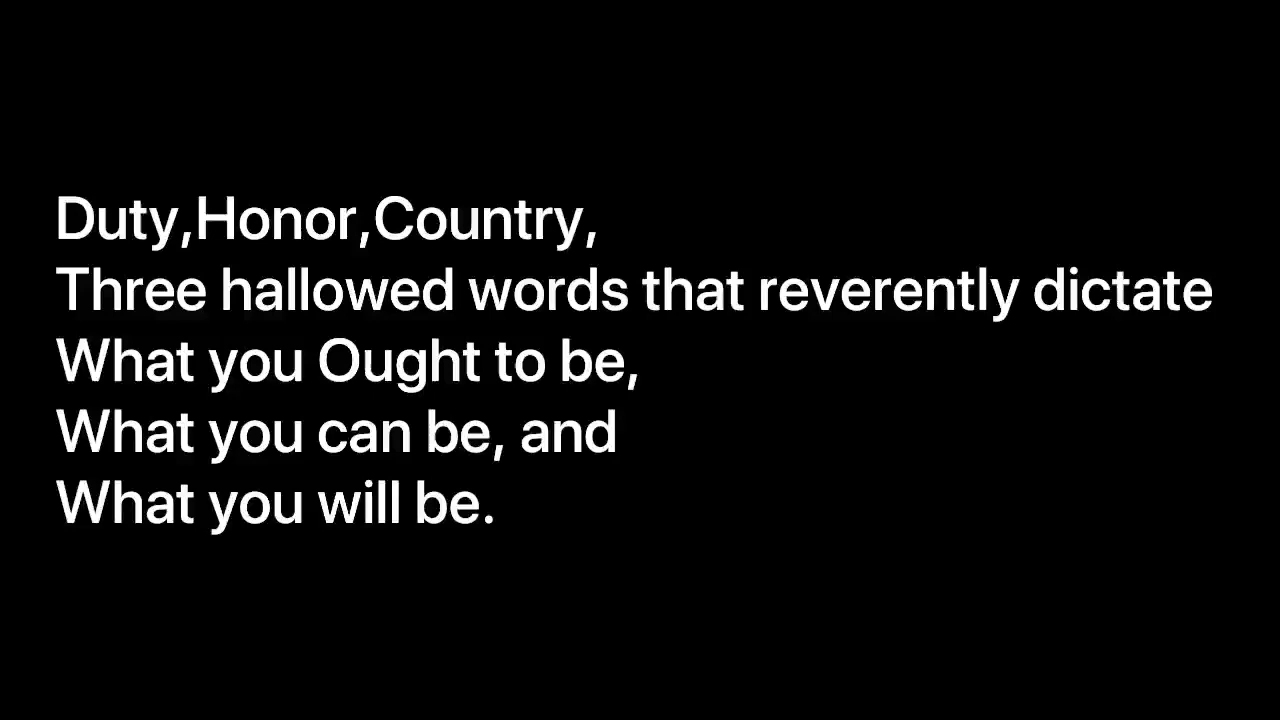 Duty,Honor,Country,
Three hallowed words that reverently dictate
What you Ought to be,
What you can be, and
What you will be.